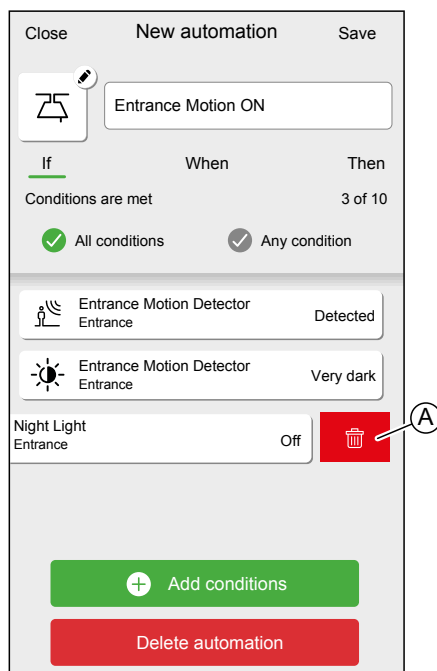 Close New automation Save
Entrance Motion ON
If When Then
Conditions are met 3 of 10
All conditions Any condition
Entrance Motion Detector
Entrance
Detected
Entrance Motion Detector
Entrance
Very dark
Night Light
Entrance
Off
A
Add conditions
Delete automation